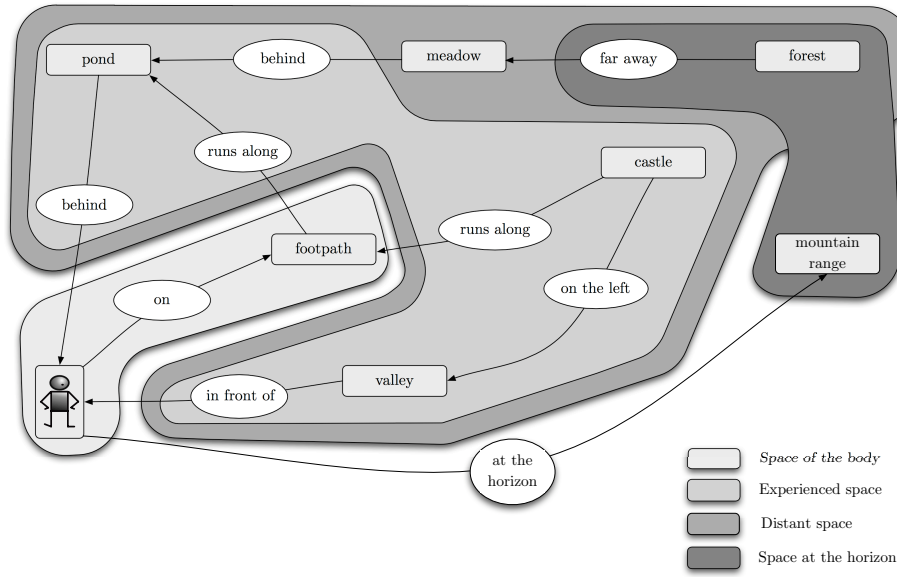 pond
behind
meadow
far away
forest
runs along
castle
behind
footpath
runs along
mountain
range
on
on the left
valley
in front of
at the
horizon
Space of the body
Experienced space
Distant space
Space at the horizon